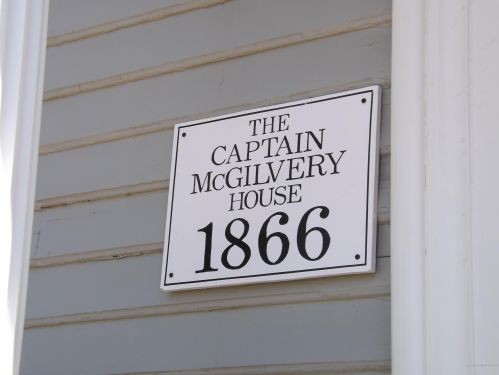 THE
CAPTAIN
McGILVERY
HOUSE
1866